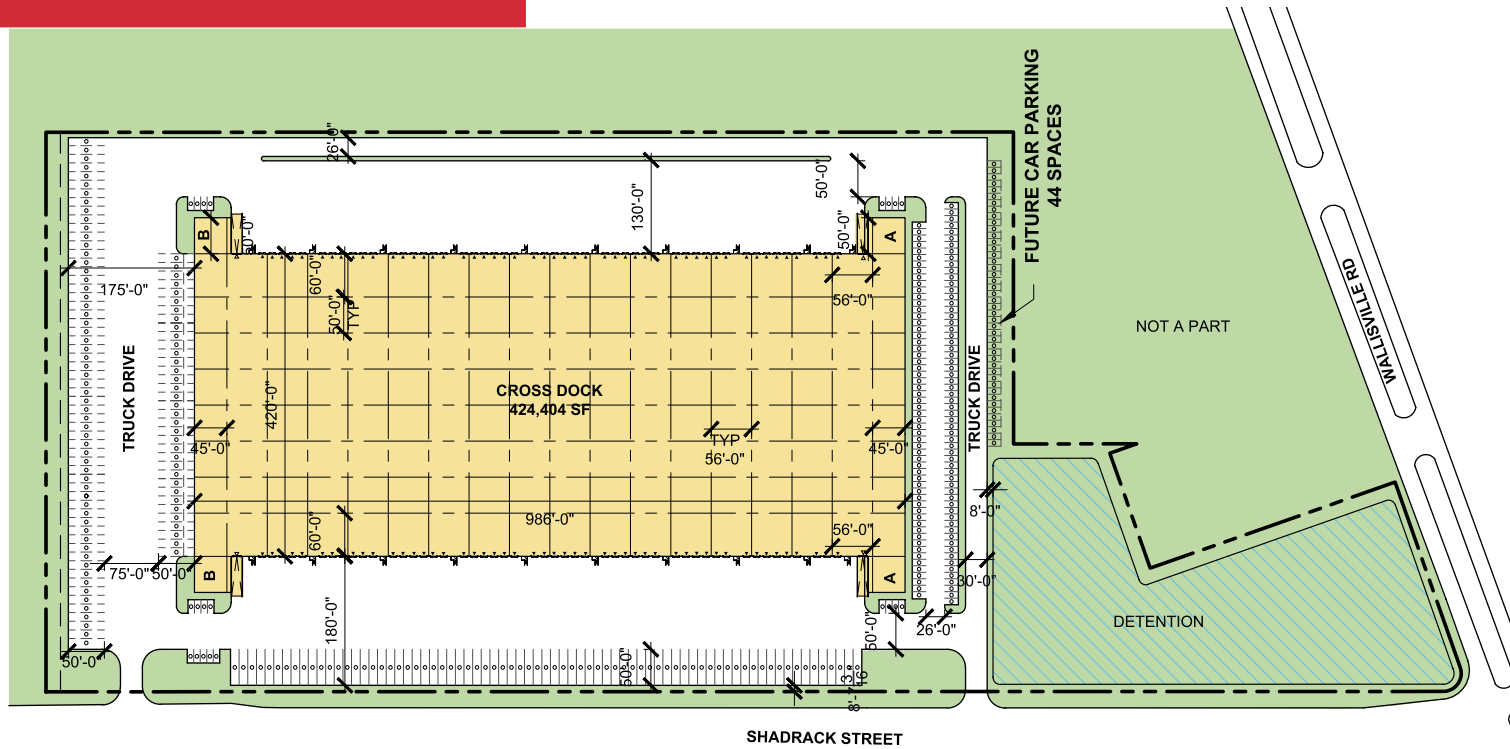 FUTURE CAR PARKING
44 SPACES
26'-0"
130'-0"
50'-0"
50'-0"
B
A
175'-0"
60'-0"
50'-0"
TYP
56'-0"
NOT A PART
WALLISVILLE RD
TRUCK DRIVE
CROSS DOCK
424,404 SF
420'-0"
TRUCK DRIVE
45'-0"
TYP
56'-0"
45'-0"
986'-0"
60'-0"
56'-0"
8'-0"
75'-0"
50'-0"
B
A
30'-0"
180'-0"
50'-0"
26'-0"
DETENTION
50'-0"
50'-0"
SHADRACK STREET